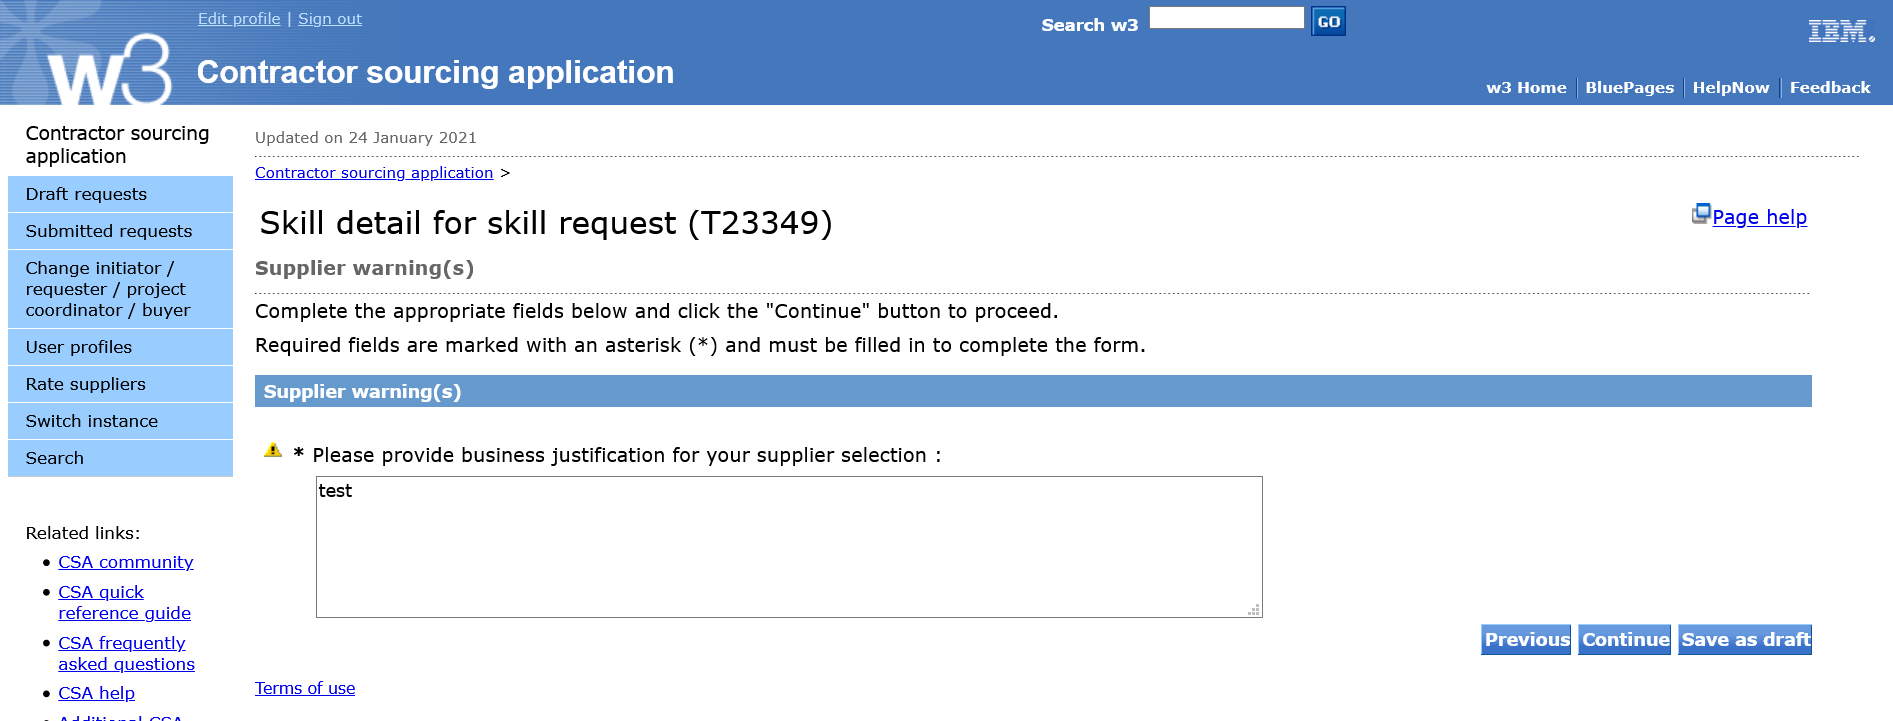 Edit profile | Sign out
Search w3
GO
IBM.
w3
Contractor sourcing application
w3 Home
BluePages
HelpNow
Feedback
Contractor sourcing
application
Draft requests
Submitted requests
Change initiator /
requester / project
coordinator / buyer
User profiles
Rate suppliers
Switch instance
Search
Related links:
• CSA community
• CSA quick
reference guide
• CSA frequently
asked questions
• CSA help
• Additional CSA
Updated on 24 January 2021
Contractor sourcing application >
Skill detail for skill request (T23349)
Page help
Supplier warning(s)
Complete the appropriate fields below and click the "Continue" button to proceed.
Required fields are marked with an asterisk (*) and must be filled in to complete the form.
Supplier warning(s)
* Please provide business justification for your supplier selection :
test
Previous
Continue
Save as draft
Terms of use